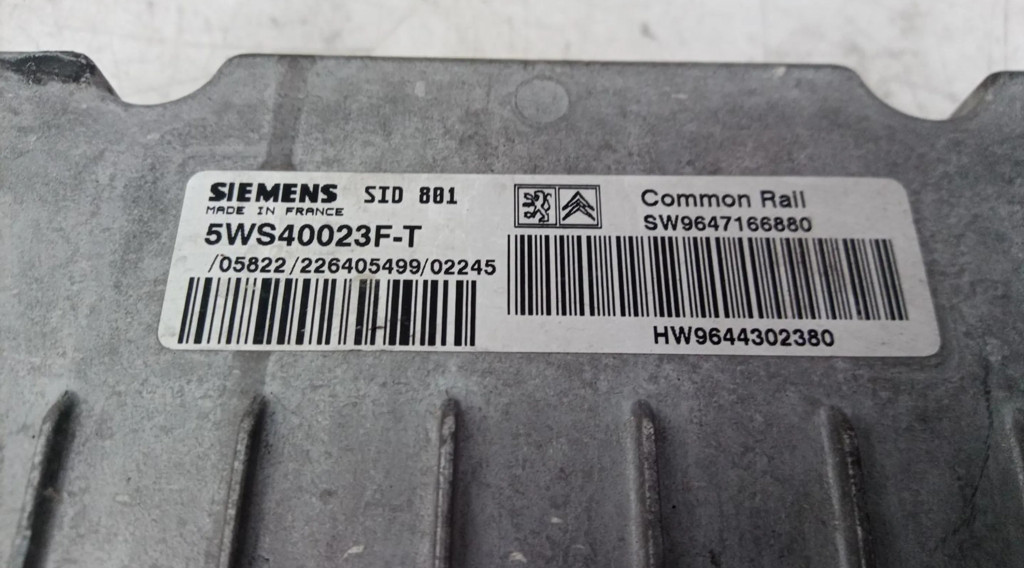 SIEMENS SID 801
MADE IN FRANCE
5WS40023F-T
/05822/226405499/02245
Common Rail
SW9647166880
HW9644302380